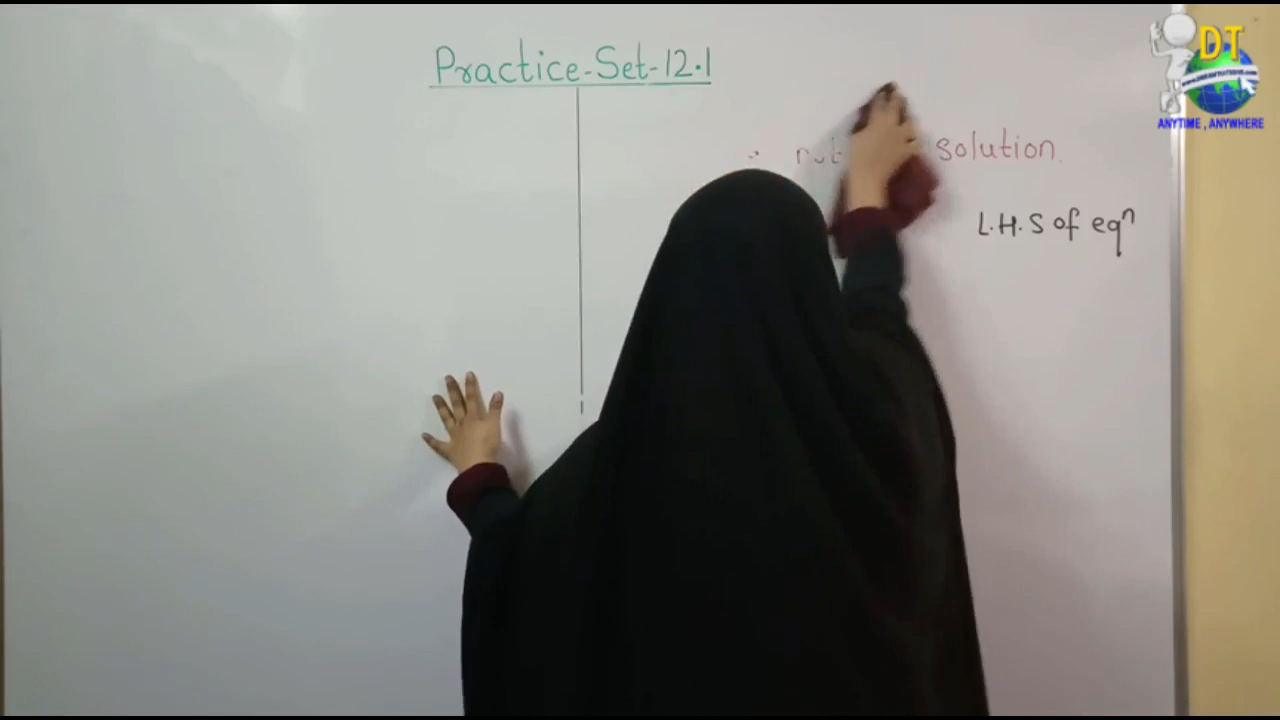 Practice-Set-12.1
solution.
L.H.S of eqⁿ
DT
ANYTIME , ANYWHERE